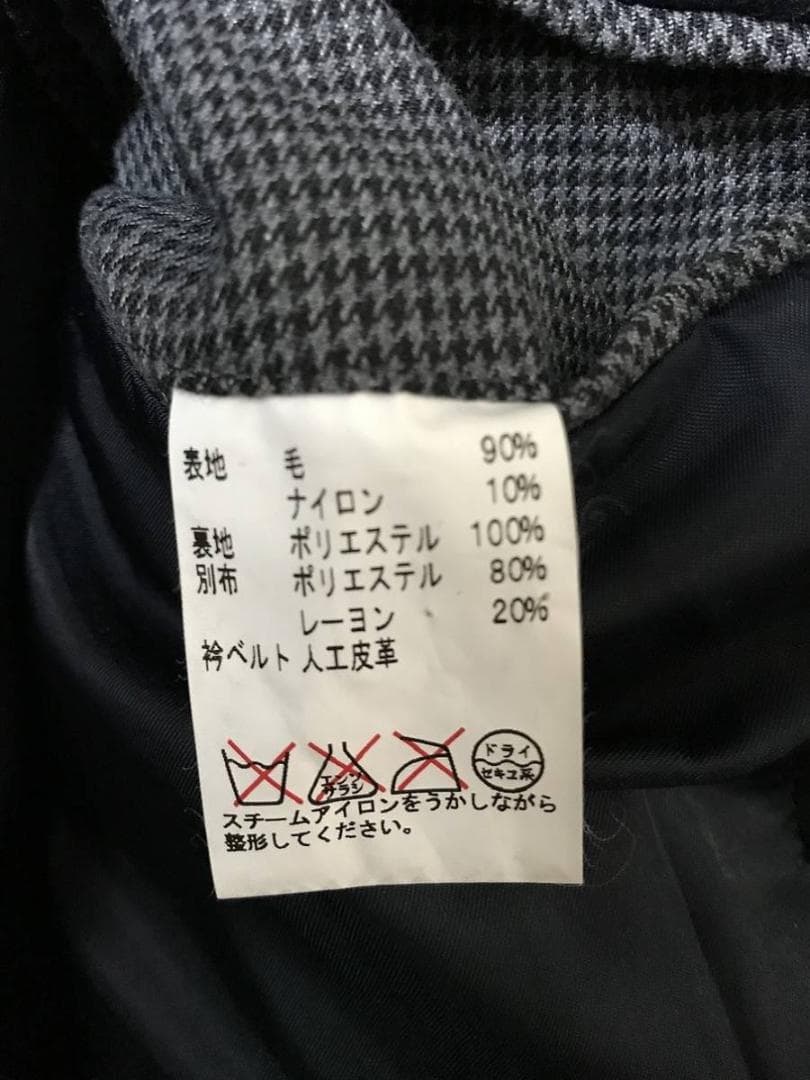 表地 毛 90%
ナイロン 10%
裏地 ポリエステル 100%
別布 ポリエステル 80%
レーヨン 20%
衿ベルト 人工皮革
エンソサラシ
ドライ
セキユ系
スチームアイロンをうかしながら
整形してください。